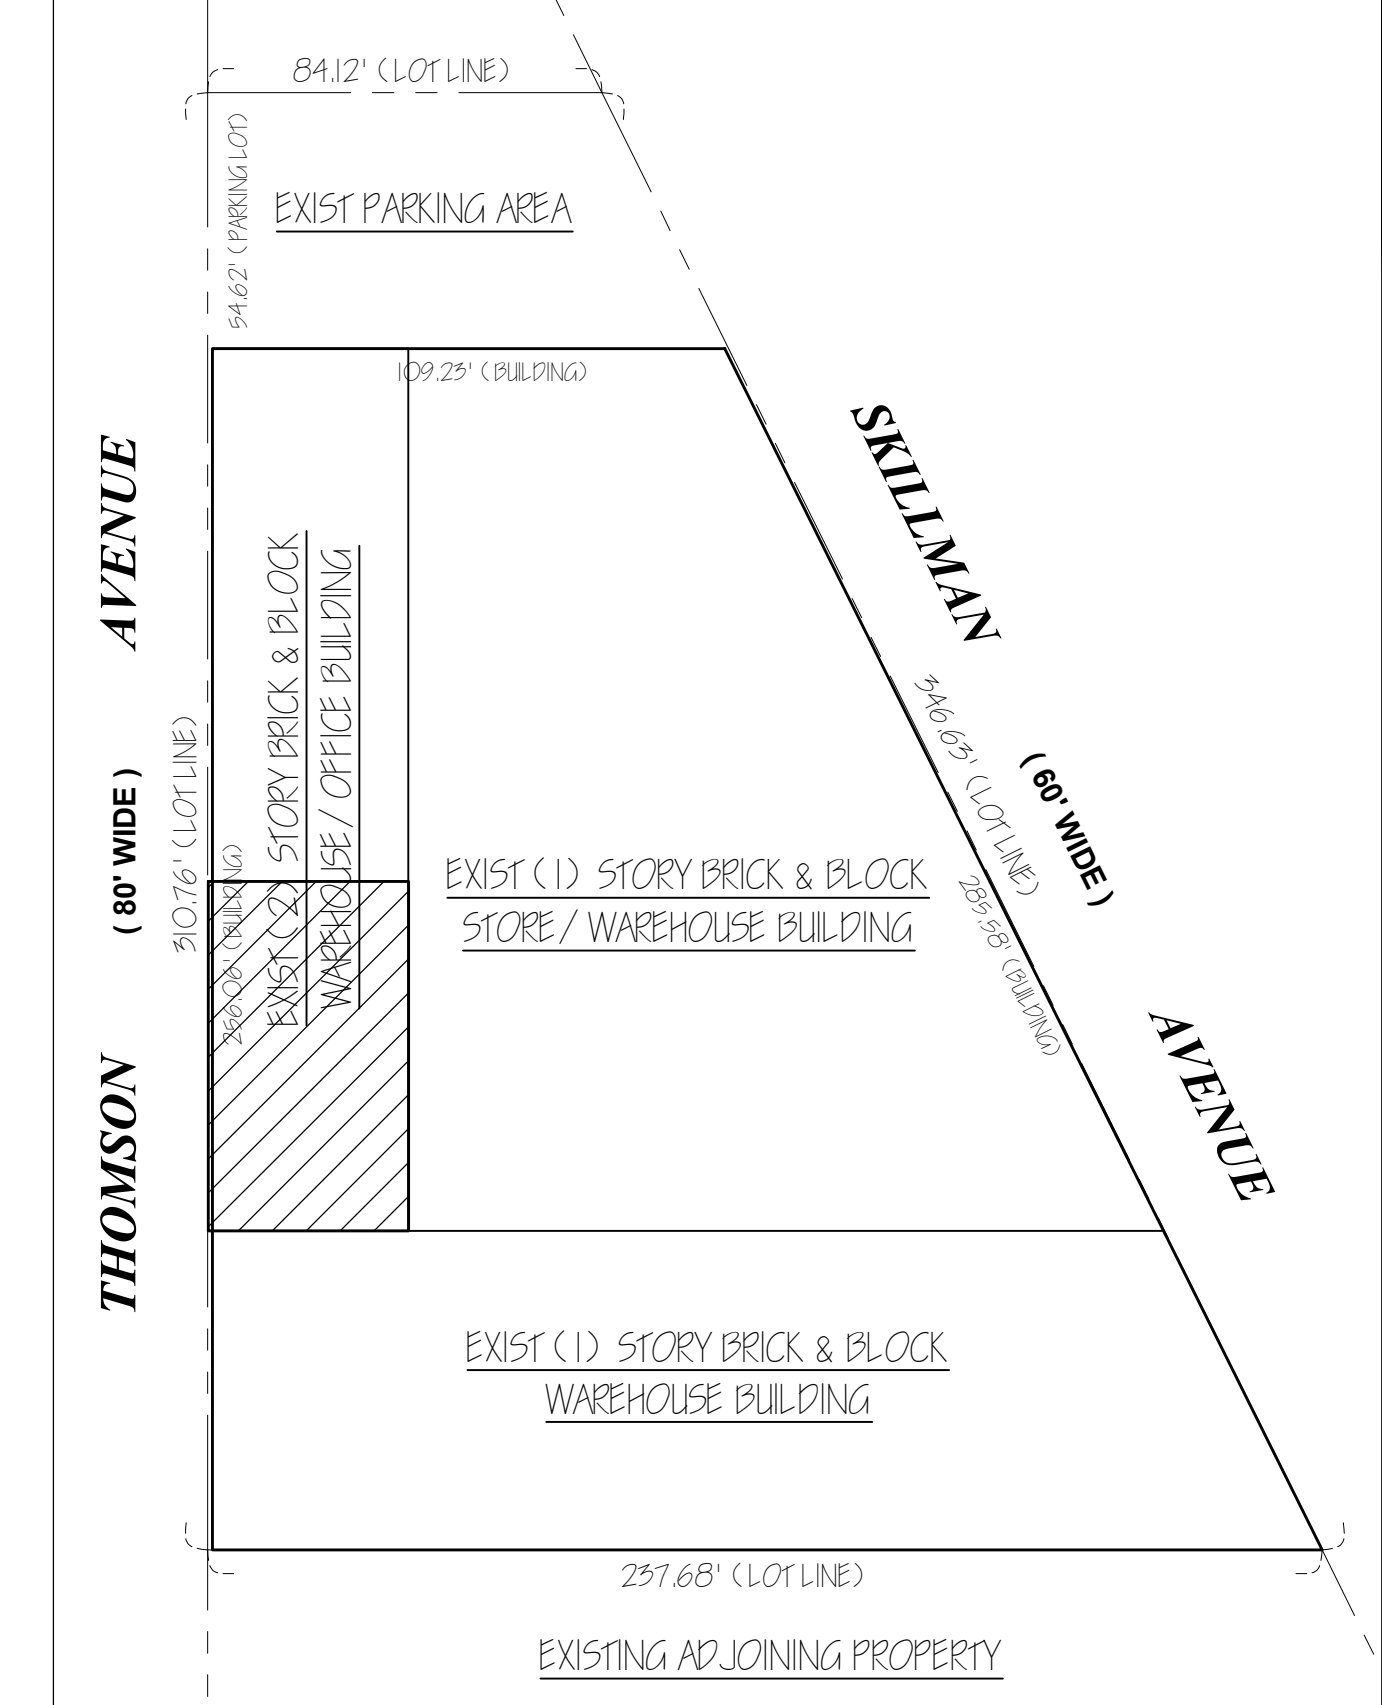 84.12' (LOT LINE)
54.62' (PARKING LOT)
EXIST PARKING AREA
109.23' (BUILDING)
THOMSON ( 80' WIDE ) AVENUE
310.76' (LOT LINE)
256.06' (BUILDING)
EXIST (2) STORY BRICK & BLOCK
WAREHOUSE / OFFICE BUILDING
SKILLMAN ( 60' WIDE ) AVENUE
346.63' (LOT LINE)
285.58' (BUILDING)
EXIST (1) STORY BRICK & BLOCK
STORE / WAREHOUSE BUILDING
EXIST (1) STORY BRICK & BLOCK
WAREHOUSE BUILDING
237.68' (LOT LINE)
EXISTING ADJOINING PROPERTY